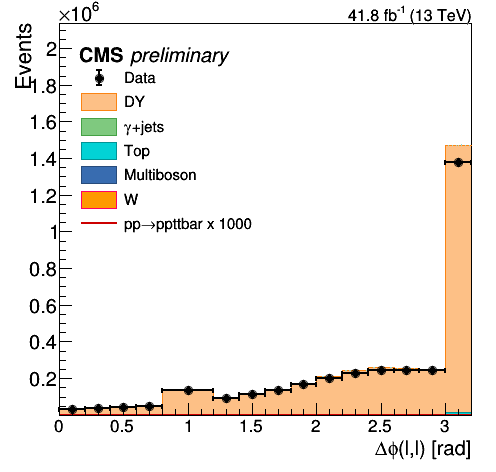 ×10⁶
41.8 fb⁻¹ (13 TeV)
Events
CMS preliminary
Data
DY
γ+jets
Top
Multiboson
W
pp→ppttbar x 1000
2
1.8
1.6
1.4
1.2
1
0.8
0.6
0.4
0.2
0 0.5 1 1.5 2 2.5 3
Δϕ(l,l) [rad]